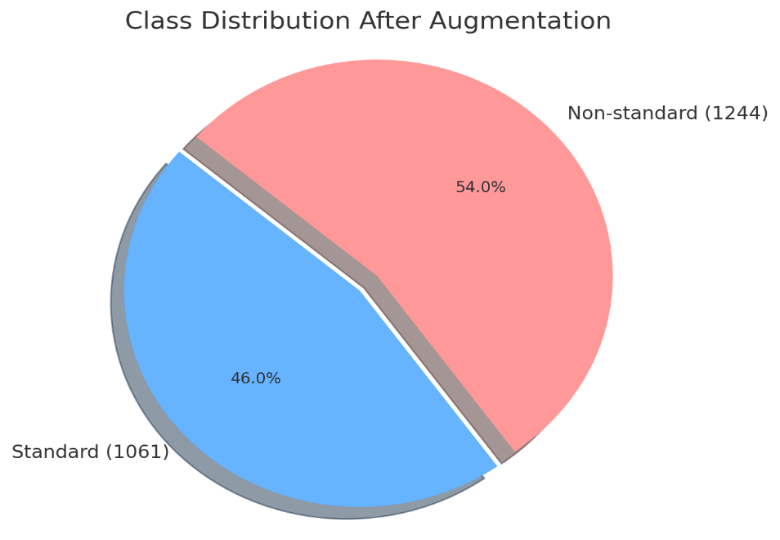 Class Distribution After Augmentation
Non-standard (1244)
54.0%
46.0%
Standard (1061)